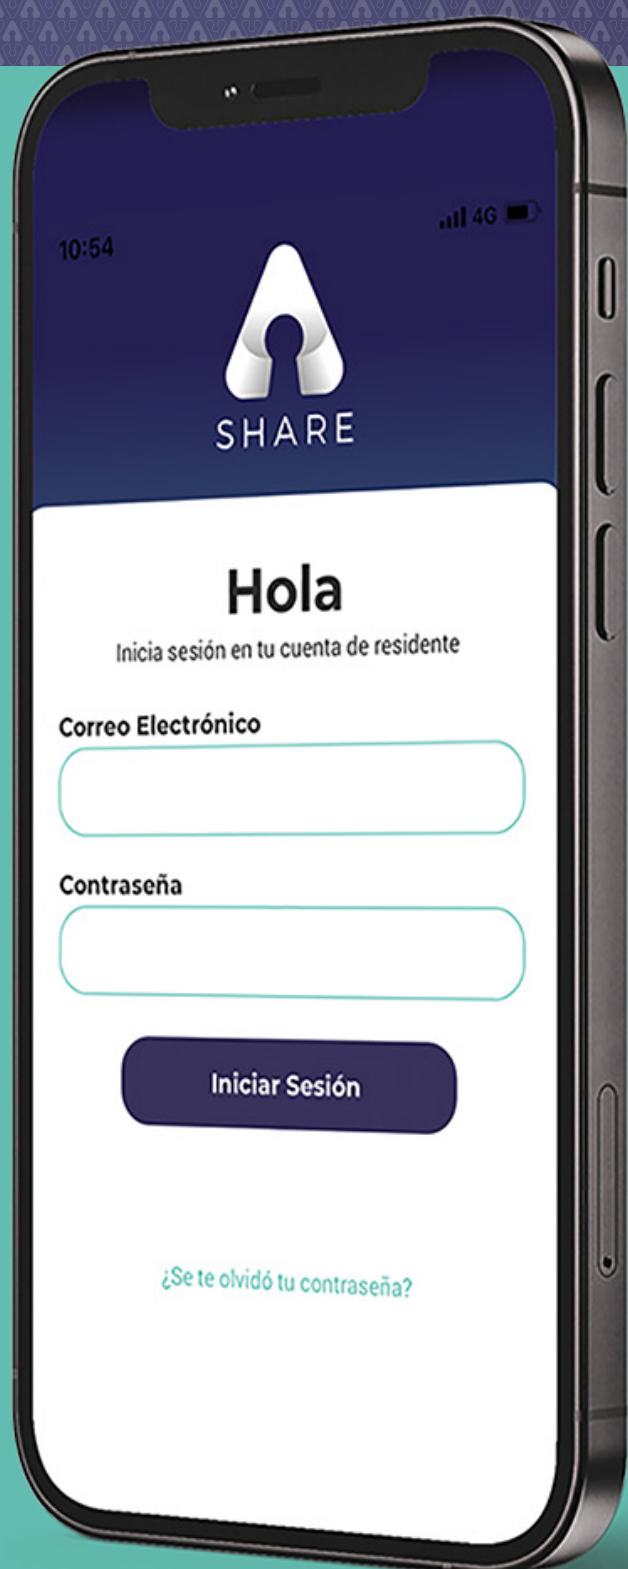 10:54
4G
SHARE
Hola
Inicia sesión en tu cuenta de residente
Correo Electrónico
Contraseña
Iniciar Sesión
¿Se te olvidó tu contraseña?